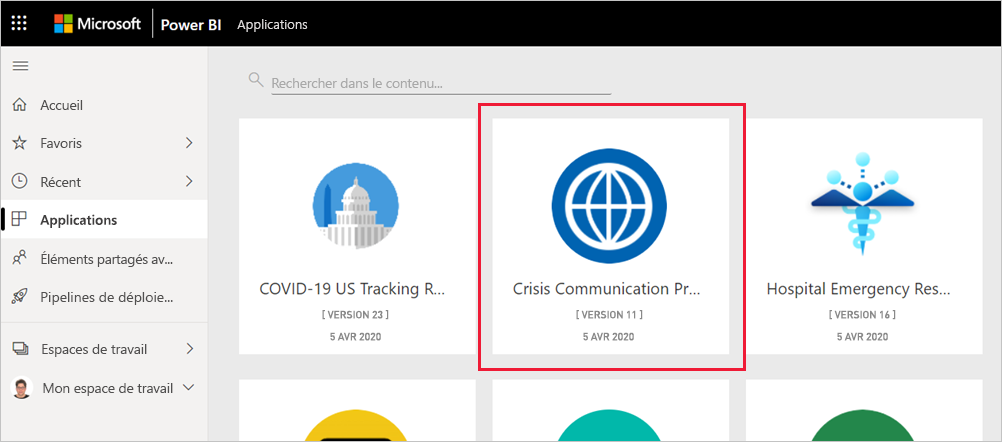 Microsoft Power BI Applications
Rechercher dans le contenu...
Accueil
Favoris
Récent
Applications
Éléments partagés av...
Pipelines de déploie...
Espaces de travail
Mon espace de travail
COVID-19 US Tracking R...
[ VERSION 23 ]
5 AVR 2020
Crisis Communication Pr...
[ VERSION 11 ]
5 AVR 2020
Hospital Emergency Res...
[ VERSION 16 ]
5 AVR 2020